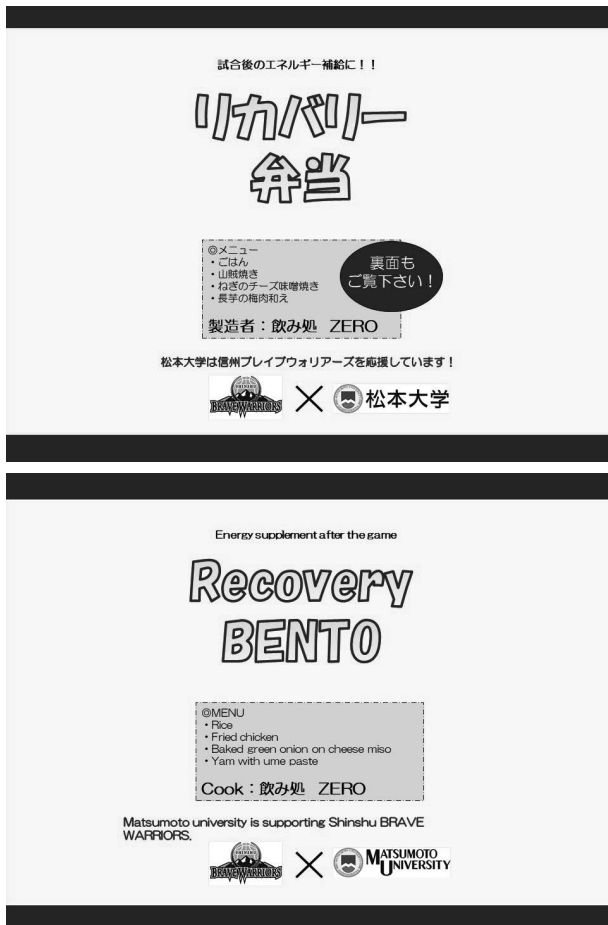 試合後のエネルギー補給に！！
リカバリー
弁当
◎メニュー
・ごはん
・山賊焼き
・ねぎのチーズ味噌焼き
・長芋の梅肉和え
製造者：飲み処　ZERO
裏面も
ご覧下さい！
松本大学は信州ブレイブウォリアーズを応援しています！
SHINSHU
BRAVEWARRIORS
×
松本大学
Energy supplement after the game
Recovery
BENTO
◎MENU
・Rice
・Fried chicken
・Baked green onion on cheese miso
・Yam with ume paste
Cook：飲み処　ZERO
Matsumoto university is supporting Shinshu BRAVE
WARRIORS.
SHINSHU
BRAVEWARRIORS
×
MATSUMOTO
UNIVERSITY